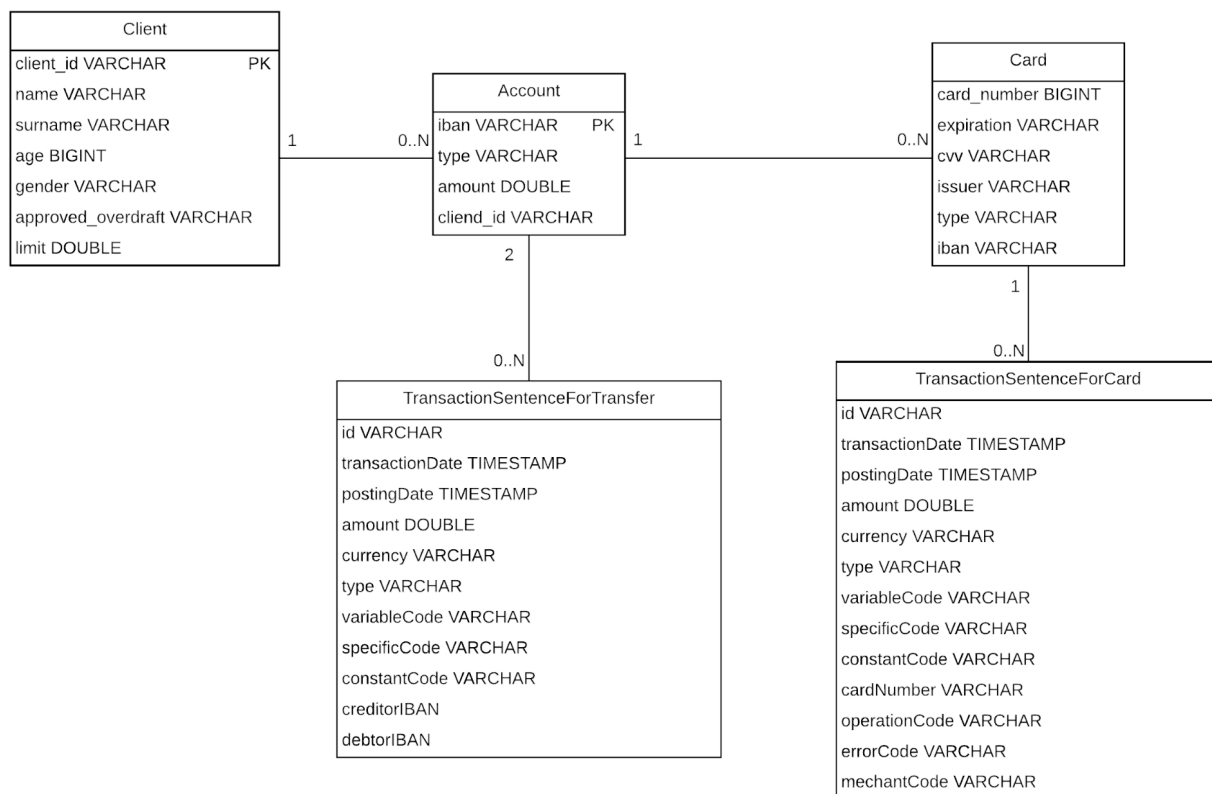 Client
client_id VARCHAR PK
name VARCHAR
surname VARCHAR
age BIGINT
gender VARCHAR
approved_overdraft VARCHAR
limit DOUBLE
1
0..N
Account
iban VARCHAR PK
type VARCHAR
amount DOUBLE
cliend_id VARCHAR
1
0..N
Card
card_number BIGINT
expiration VARCHAR
cvv VARCHAR
issuer VARCHAR
type VARCHAR
iban VARCHAR
2
0..N
TransactionSentenceForTransfer
id VARCHAR
transactionDate TIMESTAMP
postingDate TIMESTAMP
amount DOUBLE
currency VARCHAR
type VARCHAR
variableCode VARCHAR
specificCode VARCHAR
constantCode VARCHAR
creditorIBAN
debtorIBAN
1
0..N
TransactionSentenceForCard
id VARCHAR
transactionDate TIMESTAMP
postingDate TIMESTAMP
amount DOUBLE
currency VARCHAR
type VARCHAR
variableCode VARCHAR
specificCode VARCHAR
constantCode VARCHAR
cardNumber VARCHAR
operationCode VARCHAR
errorCode VARCHAR
mechantCode VARCHAR